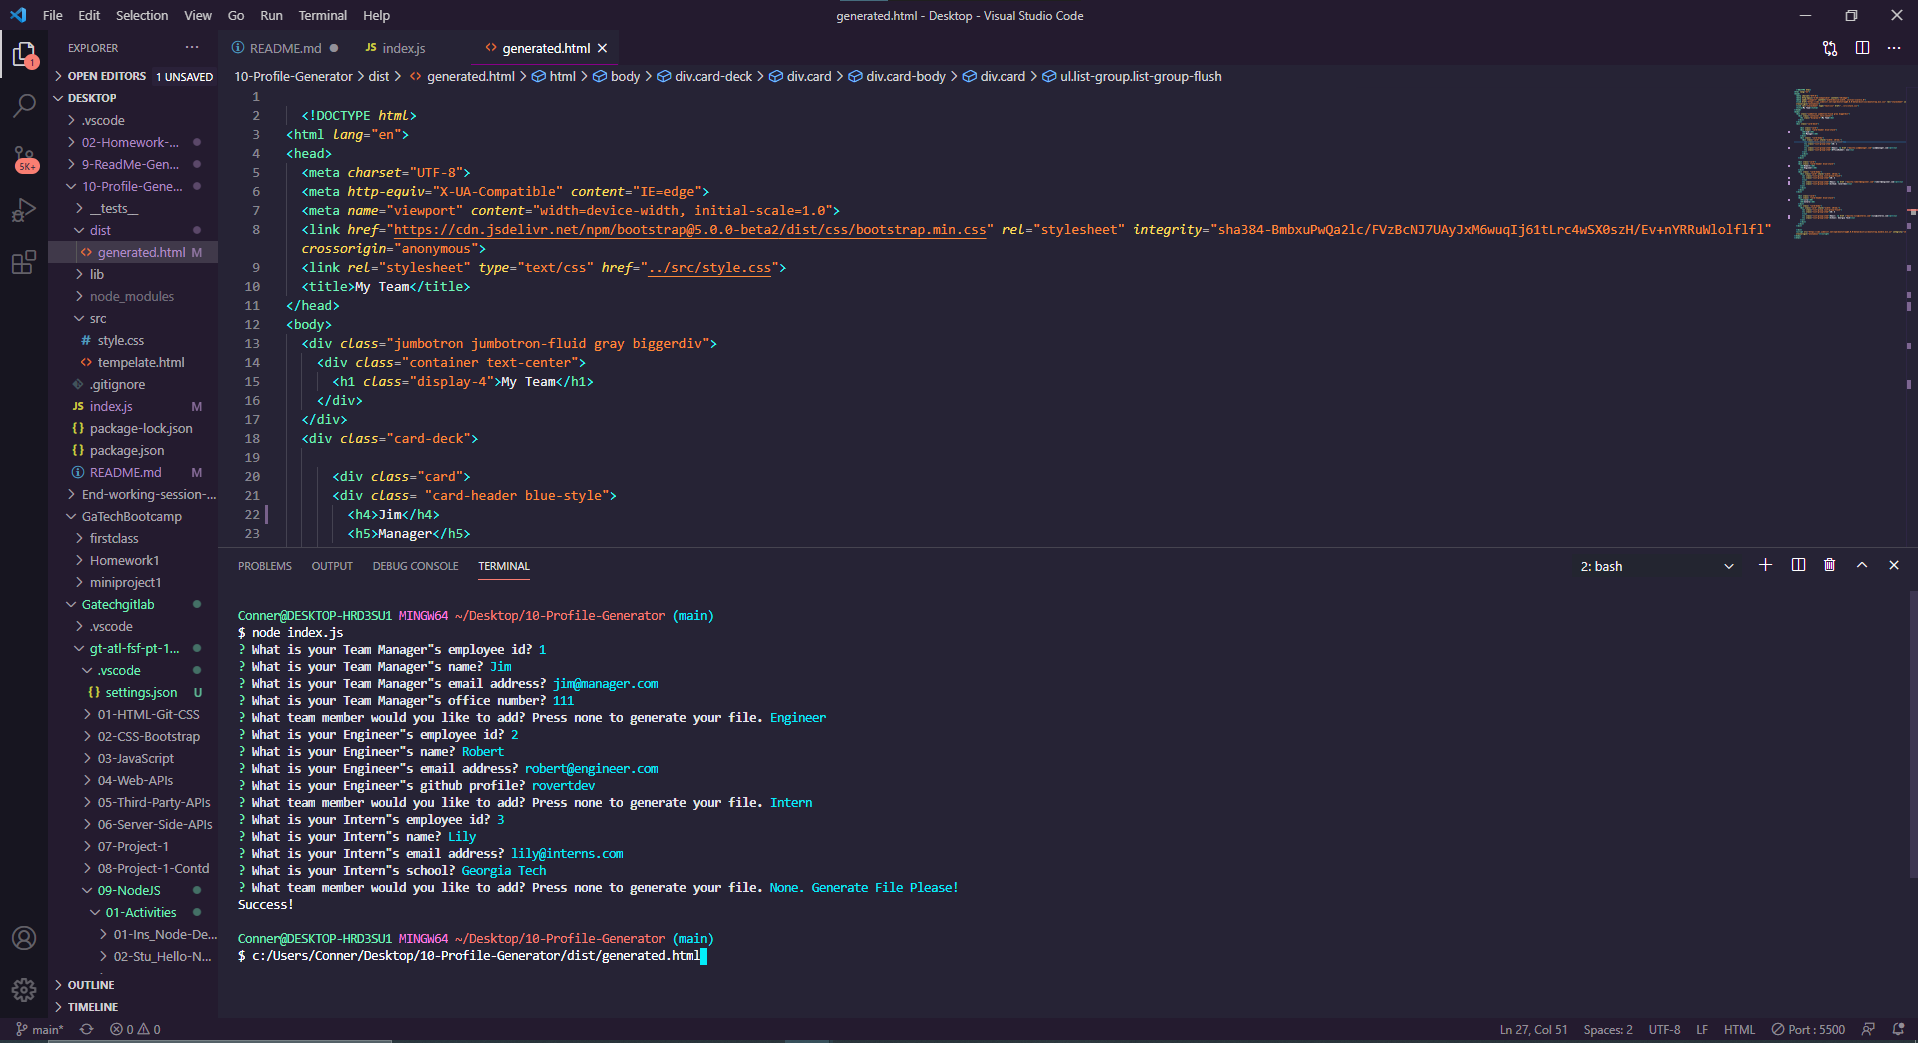 File Edit Selection View Go Run Terminal Help
generated.html - Desktop - Visual Studio Code
EXPLORER
OPEN EDITORS 1 UNSAVED
DESKTOP
.vscode
02-Homework-...
9-ReadMe-Gen...
10-Profile-Gene...
__tests__
dist
generated.html M
lib
node_modules
src
# style.css
tempelate.html
.gitignore
JS index.js M
{} package-lock.json
{} package.json
README.md M
End-working-session-...
GaTechBootcamp
firstclass
Homework1
miniproject1
Gatechgitlab
.vscode
gt-atl-fsf-pt-1...
.vscode
{} settings.json U
01-HTML-Git-CSS
02-CSS-Bootstrap
03-JavaScript
04-Web-APIs
05-Third-Party-APIs
06-Server-Side-APIs
07-Project-1
08-Project-1-Contd
09-NodeJS
01-Activities
01-Ins_Node-De...
02-Stu_Hello-N...
OUTLINE
TIMELINE
1
5K+
README.md
JS index.js
generated.html
10-Profile-Generator > dist > generated.html > html > body > div.card-deck > div.card > div.card-body > div.card > ul.list-group.list-group-flush
1
2 <!DOCTYPE html>
3 <html lang="en">
4 <head>
5 <meta charset="UTF-8">
6 <meta http-equiv="X-UA-Compatible" content="IE=edge">
7 <meta name="viewport" content="width=device-width, initial-scale=1.0">
8 <link href="https://cdn.jsdelivr.net/npm/bootstrap@5.0.0-beta2/dist/css/bootstrap.min.css" rel="stylesheet" integrity="sha384-BmbxuPwQa2lc/FVzBcNJ7UAyJxM6wuqIj61tLrc4wSX0szH/Ev+nYRRuWlolflfl"
crossorigin="anonymous">
9 <link rel="stylesheet" type="text/css" href="../src/style.css">
10 <title>My Team</title>
11 </head>
12 <body>
13 <div class="jumbotron jumbotron-fluid gray biggerdiv">
14 <div class="container text-center">
15 <h1 class="display-4">My Team</h1>
16 </div>
17 </div>
18 <div class="card-deck">
19
20 <div class="card">
21 <div class= "card-header blue-style">
22 <h4>Jim</h4>
23 <h5>Manager</h5>
PROBLEMS OUTPUT DEBUG CONSOLE TERMINAL
2: bash
Conner@DESKTOP-HRD3SU1 MINGW64 ~/Desktop/10-Profile-Generator (main)
$ node index.js
? What is your Team Manager"s employee id? 1
? What is your Team Manager"s name? Jim
? What is your Team Manager"s email address? jim@manager.com
? What is your Team Manager"s office number? 111
? What team member would you like to add? Press none to generate your file. Engineer
? What is your Engineer"s employee id? 2
? What is your Engineer"s name? Robert
? What is your Engineer"s email address? robert@engineer.com
? What is your Engineer"s github profile? rovertdev
? What team member would you like to add? Press none to generate your file. Intern
? What is your Intern"s employee id? 3
? What is your Intern"s name? Lily
? What is your Intern"s email address? lily@interns.com
? What is your Intern"s school? Georgia Tech
? What team member would you like to add? Press none to generate your file. None. Generate File Please!
Success!
Conner@DESKTOP-HRD3SU1 MINGW64 ~/Desktop/10-Profile-Generator (main)
$ c:/Users/Conner/Desktop/10-Profile-Generator/dist/generated.html
main* 0 0
Ln 27, Col 51 Spaces: 2 UTF-8 LF HTML Port : 5500